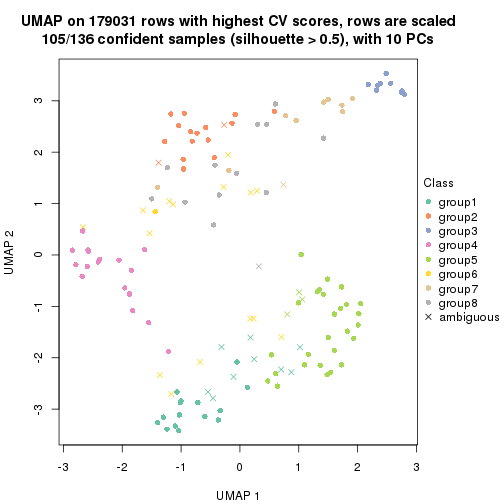 UMAP on 179031 rows with highest CV scores, rows are scaled
105/136 confident samples (silhouette > 0.5), with 10 PCs
3
2
1
0
-1
-2
-3
UMAP 2
-3
-2
-1
0
1
2
3
UMAP 1
Class
group1
group2
group3
group4
group5
group6
group7
group8
ambiguous